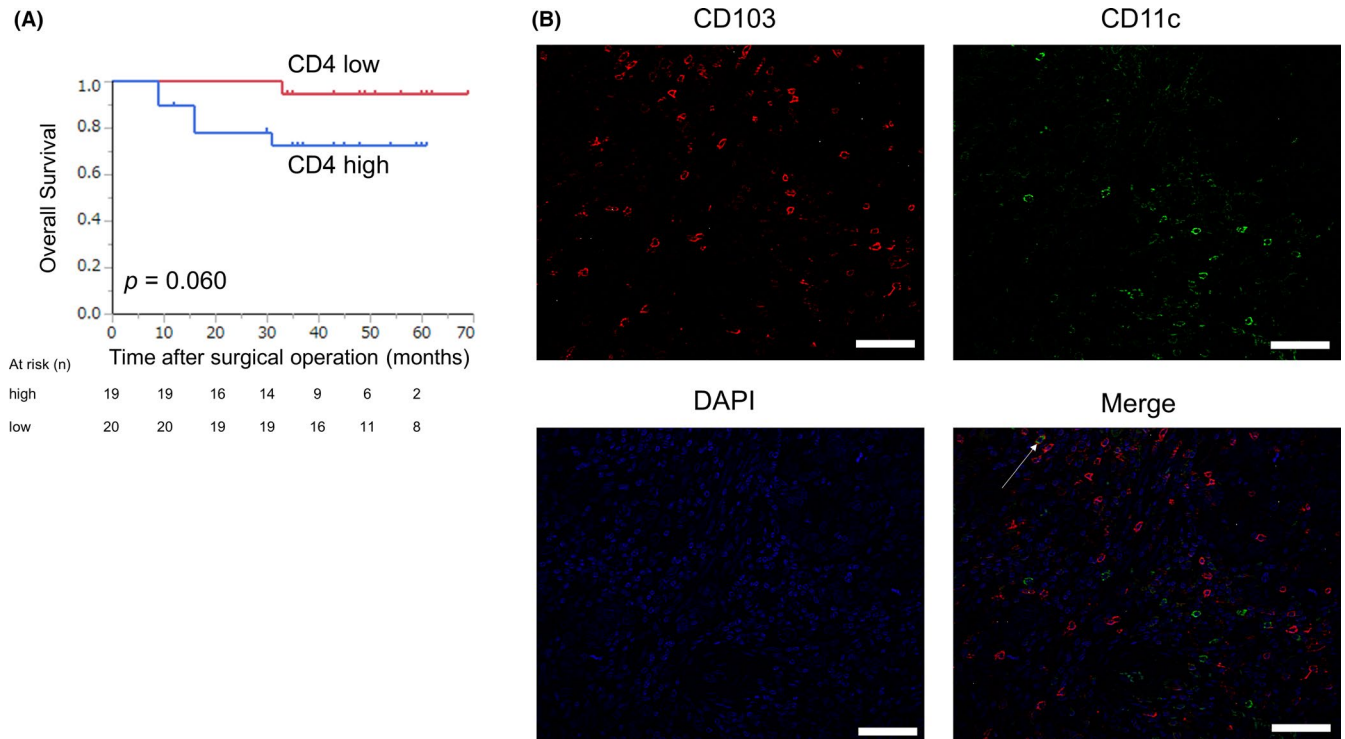 (A)
CD4 low
CD4 high
Overall Survival
1.0
0.8
0.6
0.4
0.2
0.0
p = 0.060
0 10 20 30 40 50 60 70
Time after surgical operation (months)
At risk (n)
high 19 19 16 14 9 6 2
low 20 20 19 19 16 11 8
(B)
CD103
CD11c
DAPI
Merge